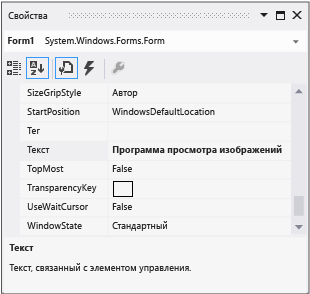 Свойства
Form1 System.Windows.Forms.Form
SizeGripStyle Автор
StartPosition WindowsDefaultLocation
Тег
Текст Программа просмотра изображений
TopMost False
TransparencyKey
UseWaitCursor False
WindowState Стандартный
Текст
Текст, связанный с элементом управления.